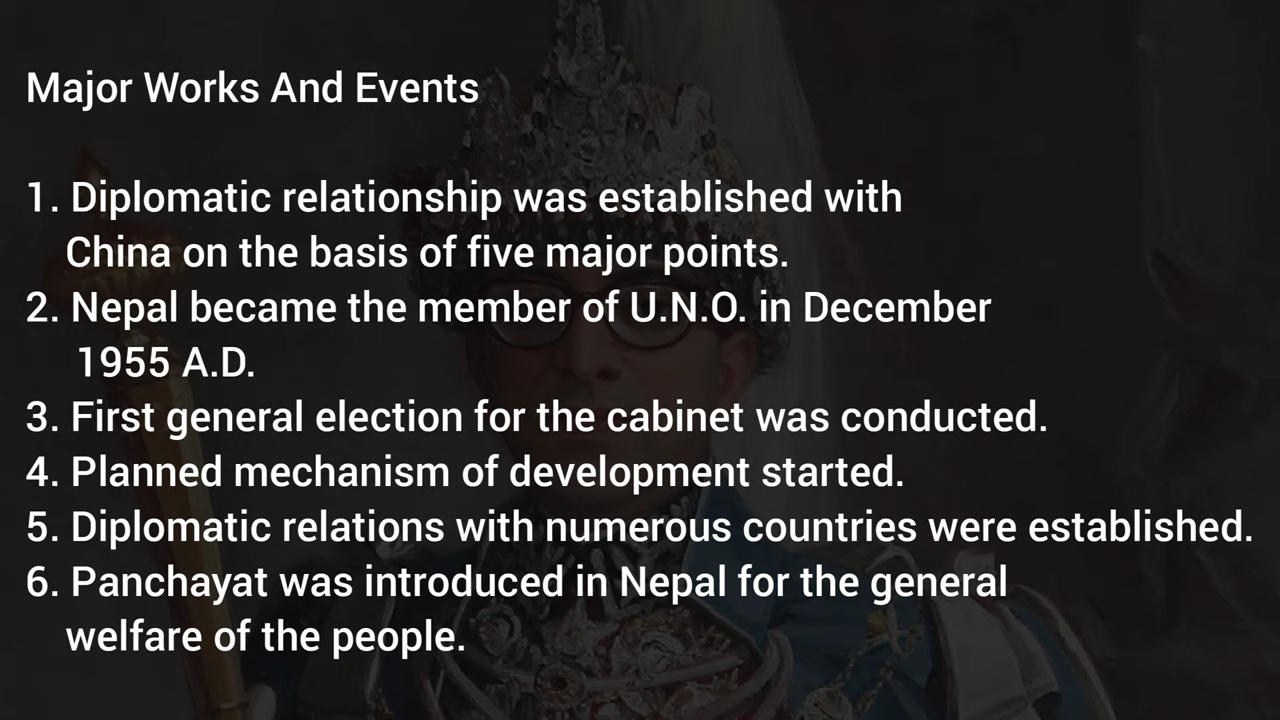 Major Works And Events
1. Diplomatic relationship was established with
China on the basis of five major points.
2. Nepal became the member of U.N.O. in December
1955 A.D.
3. First general election for the cabinet was conducted.
4. Planned mechanism of development started.
5. Diplomatic relations with numerous countries were established.
6. Panchayat was introduced in Nepal for the general
welfare of the people.